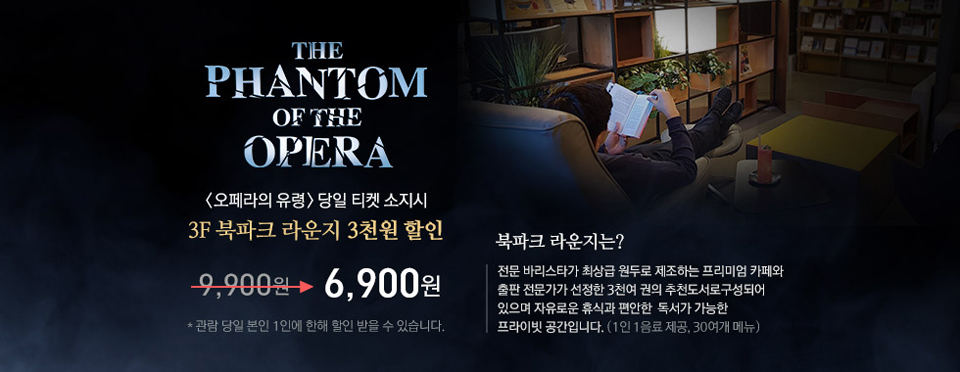 THE
PHANTOM
OF THE
OPERA
〈오페라의 유령〉 당일 티켓 소지시
3F 북파크 라운지 3천원 할인
9,900원 → 6,900원
* 관람 당일 본인 1인에 한해 할인 받을 수 있습니다.
북파크 라운지는?
전문 바리스타가 최상급 원두로 제조하는 프리미엄 카페와
출판 전문가가 선정한 3천여 권의 추천도서로구성되어
있으며 자유로운 휴식과 편안한 독서가 가능한
프라이빗 공간입니다. (1인 1음료 제공, 30여개 메뉴)